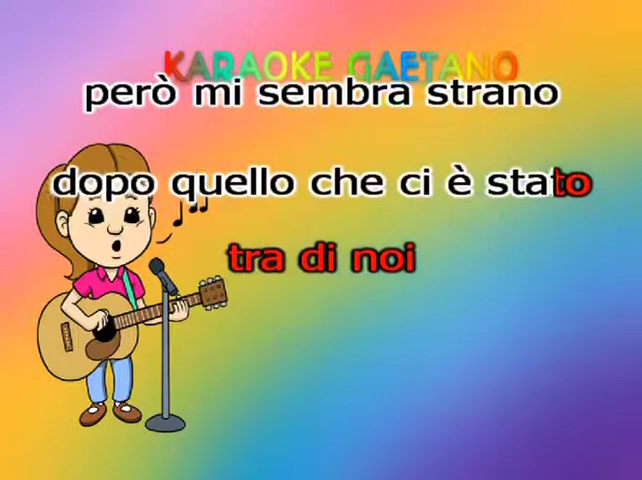 KARAOKE GAETANO
però mi sembra strano
dopo quello che ci è stato
tra di noi